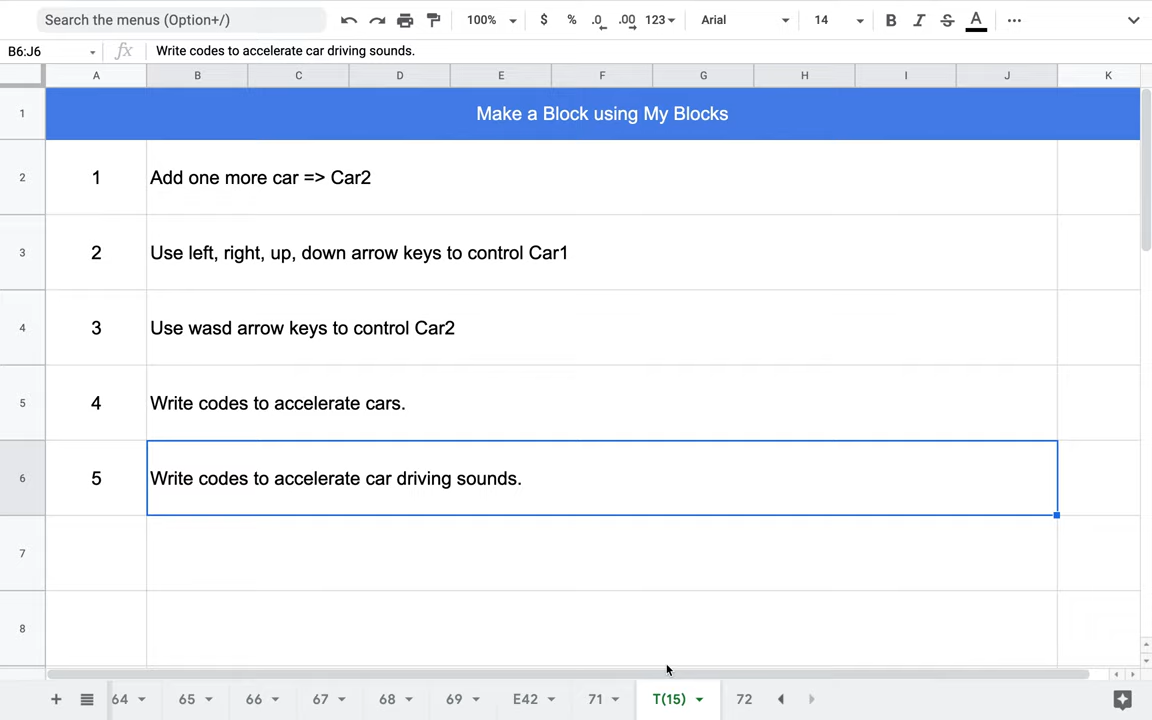 Search the menus (Option+/)
100%
$
%
.0
.00
123
Arial
14
B
I
S
A
B6:J6
fx
Write codes to accelerate car driving sounds.
A
B
C
D
E
F
G
H
I
J
K
1
Make a Block using My Blocks
2
1
Add one more car => Car2
3
2
Use left, right, up, down arrow keys to control Car1
4
3
Use wasd arrow keys to control Car2
5
4
Write codes to accelerate cars.
6
5
Write codes to accelerate car driving sounds.
7
8
64
65
66
67
68
69
E42
71
T(15)
72